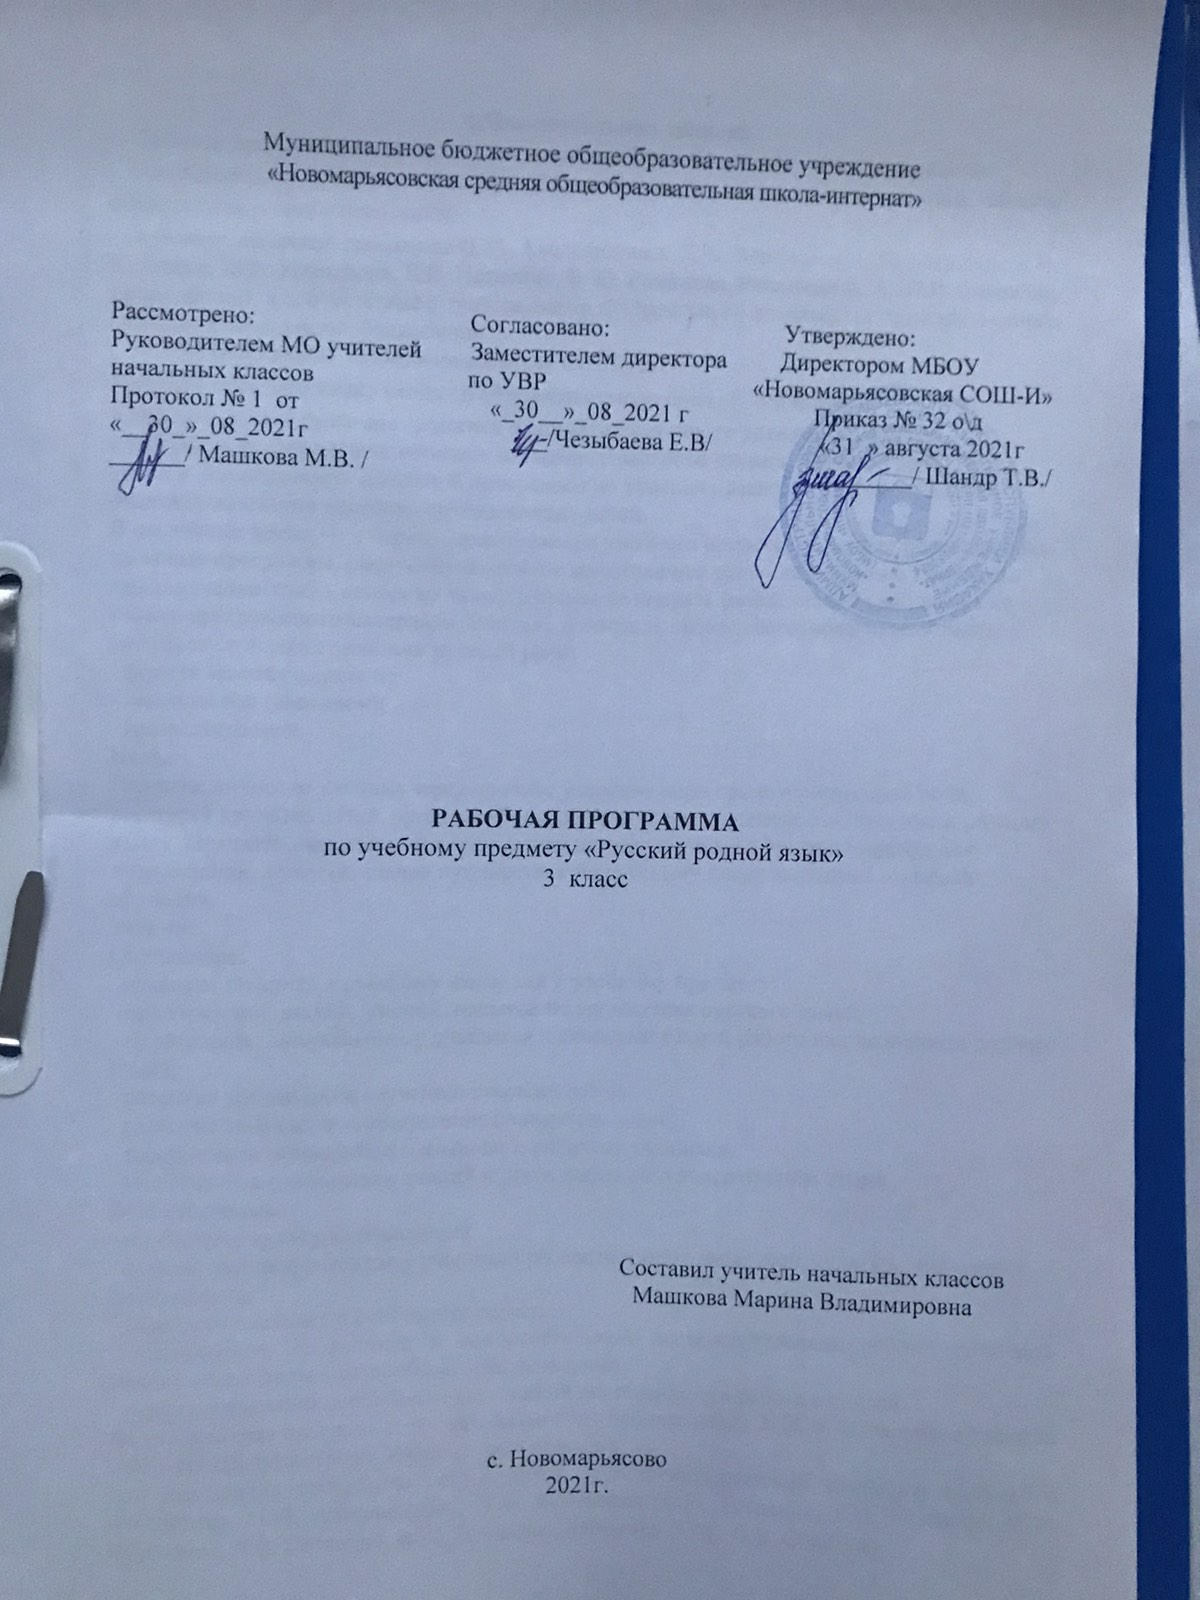 Муниципальное бюджетное общеобразовательное учреждение
«Новомарьясовская средняя общеобразовательная школа-интернат»
Рассмотрено:
Руководителем МО учителей
начальных классов
Протокол № 1 от
«__30_»_08_2021г
______/ Машкова М.В. /
Согласовано:
Заместителем директора
по УВР
«_30__»_08_2021 г
/Чезыбаева Е.В/
Утверждено:
Директором МБОУ
«Новомарьясовская СОШ-И»
Приказ № 32 о\д
«31 » августа 2021г
______/ Шандр Т.В./
РАБОЧАЯ ПРОГРАММА
по учебному предмету «Русский родной язык»
3 класс
Составил учитель начальных классов
Машкова Марина Владимировна
с. Новомарьясово
2021г.